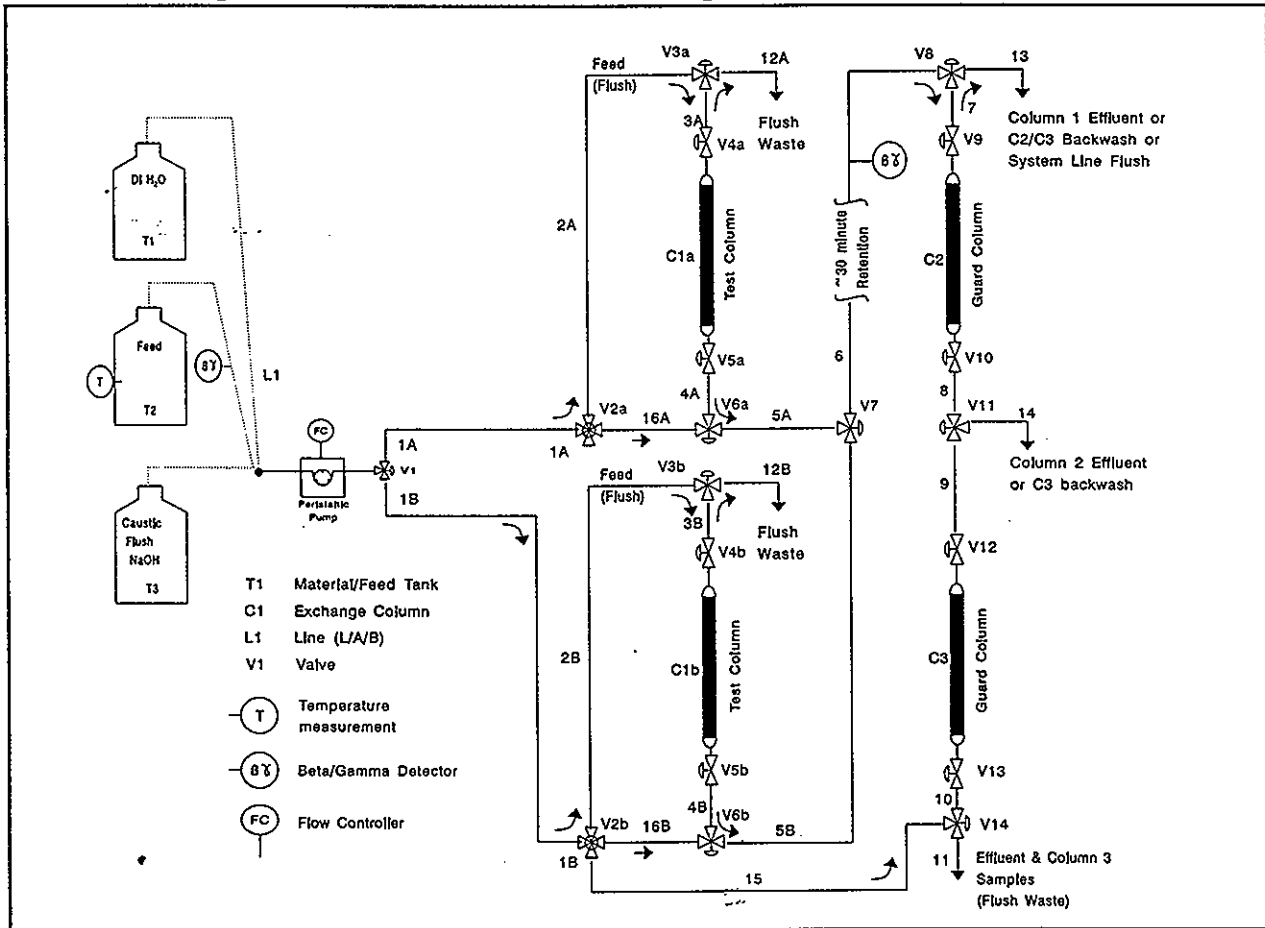 V3a
12A
V8
13
Feed
(Flush)
3A
V4a
Flush
Waste
7
V9
Column 1 Effluent or
C2/C3 Backwash or
System Line Flush
DI H₂O
T1
2A
C1a
Test Column
βγ
~30 minute
Retention
C2
Guard Column
Feed
T
T2
βγ
L1
V5a
6
V10
4A
V6a
8
V11
14
FC
1A
V2a
16A
5A
V7
1A
V1
Peristaltic
Pump
1B
Column 2 Effluent
or C3 backwash
Feed
(Flush)
V3b
12B
3B
V4b
Flush
Waste
9
V12
Caustic
Flush
NaOH
T3
T1 Material/Feed Tank
C1 Exchange Column
L1 Line (L/A/B)
V1 Valve
T Temperature
measurement
βγ Beta/Gamma Detector
FC Flow Controller
2B
C1b
Test Column
C3
Guard Column
V5b
V13
4B
V6b
10
V2b
16B
5B
V14
1B
15
11
Effluent & Column 3
Samples
(Flush Waste)